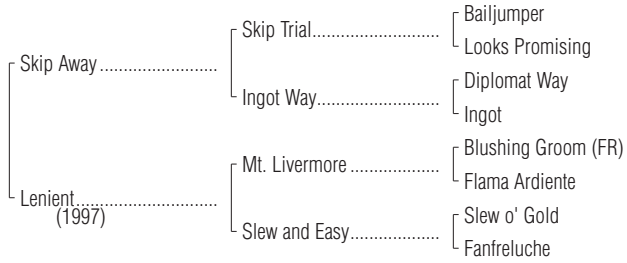 Bailjumper
Skip Trial
Looks Promising
Skip Away
Diplomat Way
Ingot Way
Ingot
Blushing Groom (FR)
Mt. Livermore
Flama Ardiente
Lenient
(1997)
Slew o' Gold
Slew and Easy
Fanfreluche